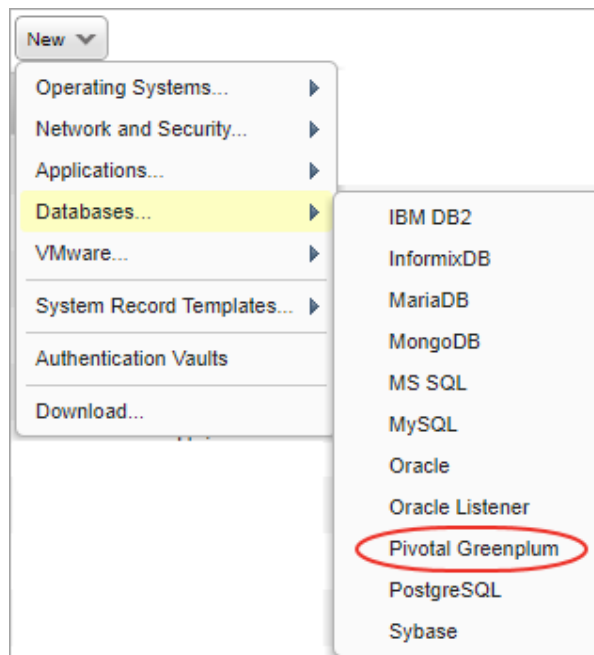 New
Operating Systems...
Network and Security...
Applications...
Databases...
VMware...
System Record Templates...
Authentication Vaults
Download...
IBM DB2
InformixDB
MariaDB
MongoDB
MS SQL
MySQL
Oracle
Oracle Listener
Pivotal Greenplum
PostgreSQL
Sybase